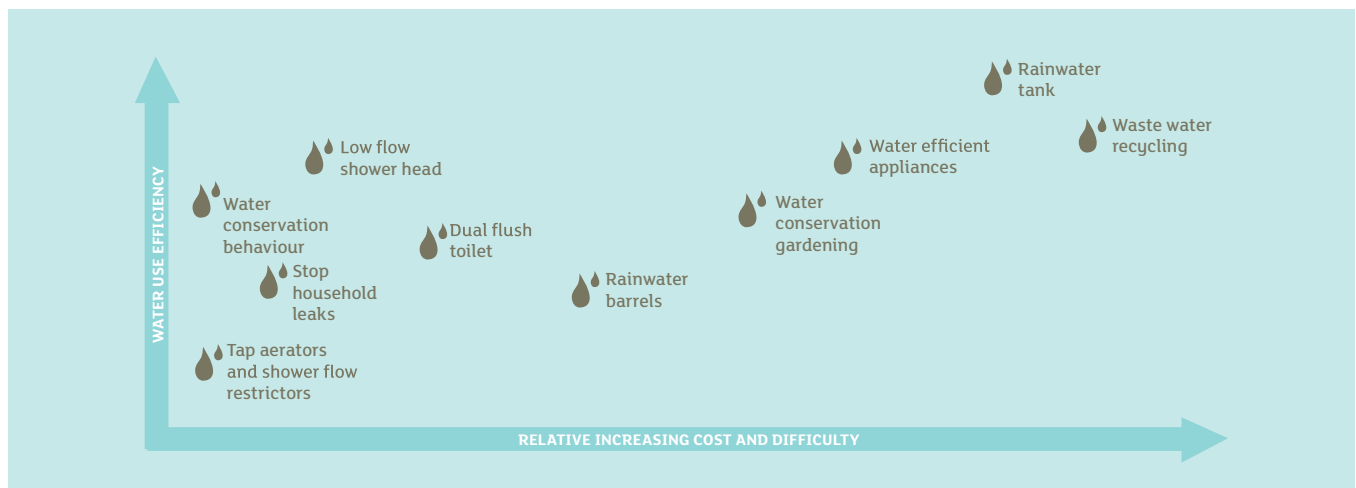 Rainwater
tank
Waste water
recycling
Low flow
shower head
Water efficient
appliances
Water
conservation
behaviour
Water
conservation
gardening
Dual flush
toilet
Stop
household
leaks
Rainwater
barrels
Tap aerators
and shower flow
restrictors
WATER USE EFFICIENCY
RELATIVE INCREASING COST AND DIFFICULTY